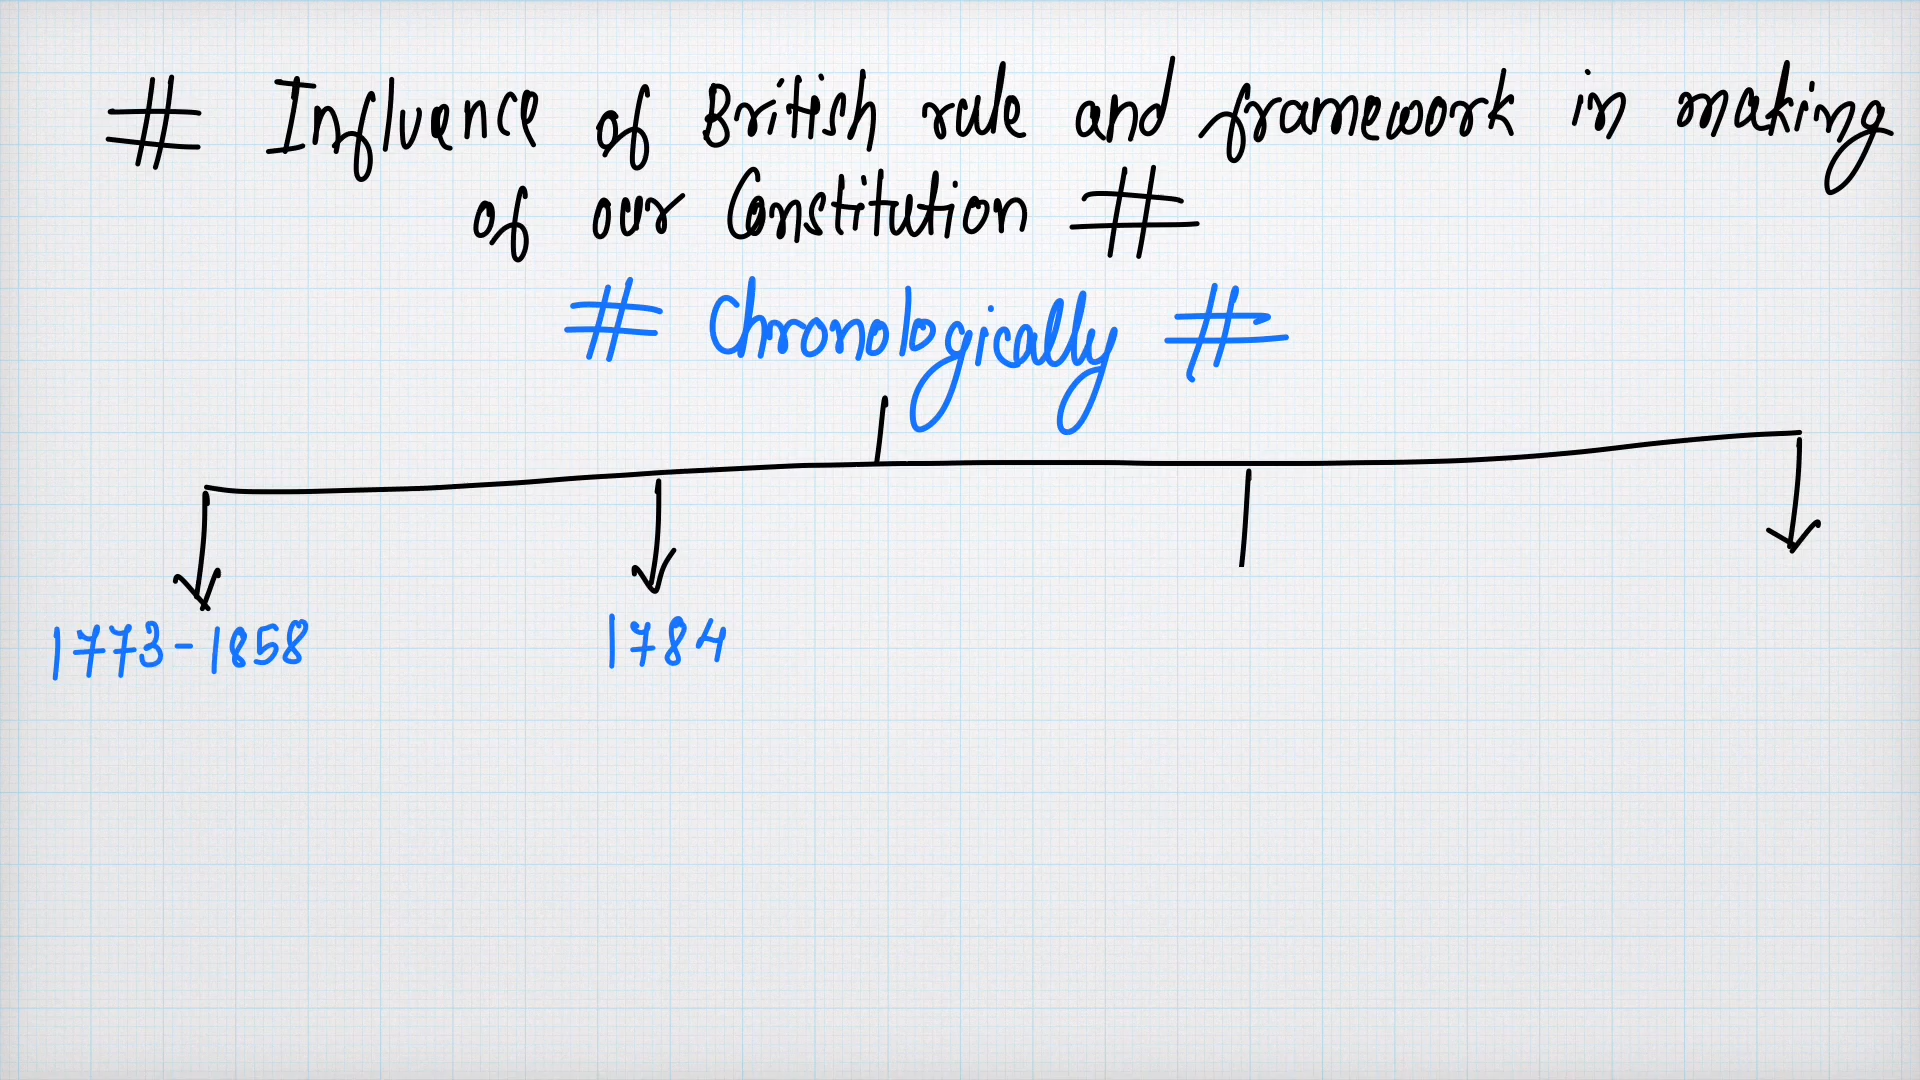 # Influence of British rule and framework in making
of our Constitution #
# Chronologically #
1773-1858
1784